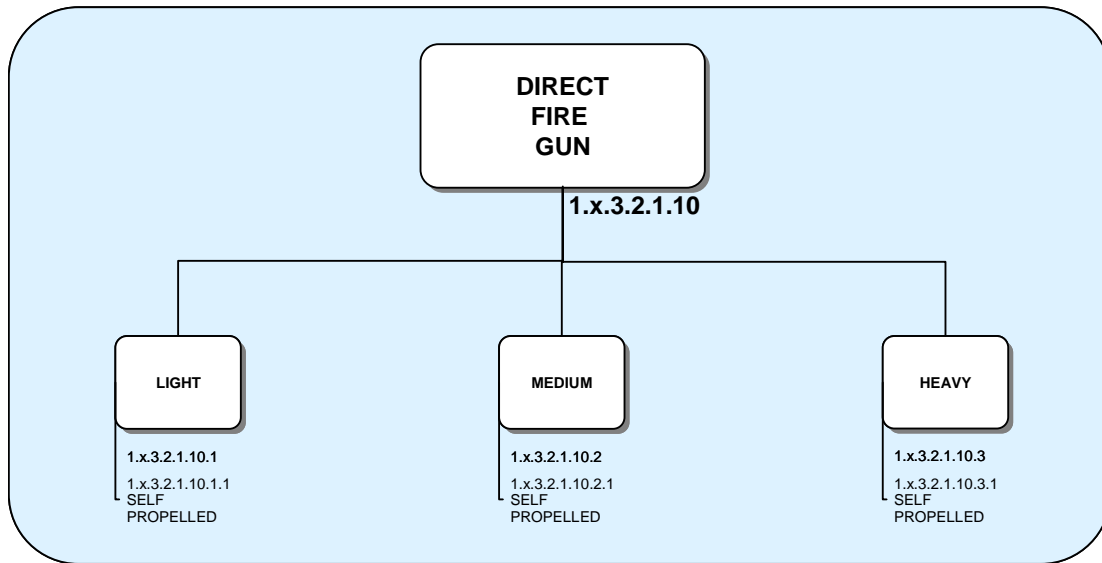 DIRECT
FIRE
GUN
1.x.3.2.1.10
LIGHT
1.x.3.2.1.10.1
1.x.3.2.1.10.1.1
SELF
PROPELLED
MEDIUM
1.x.3.2.1.10.2
1.x.3.2.1.10.2.1
SELF
PROPELLED
HEAVY
1.x.3.2.1.10.3
1.x.3.2.1.10.3.1
SELF
PROPELLED